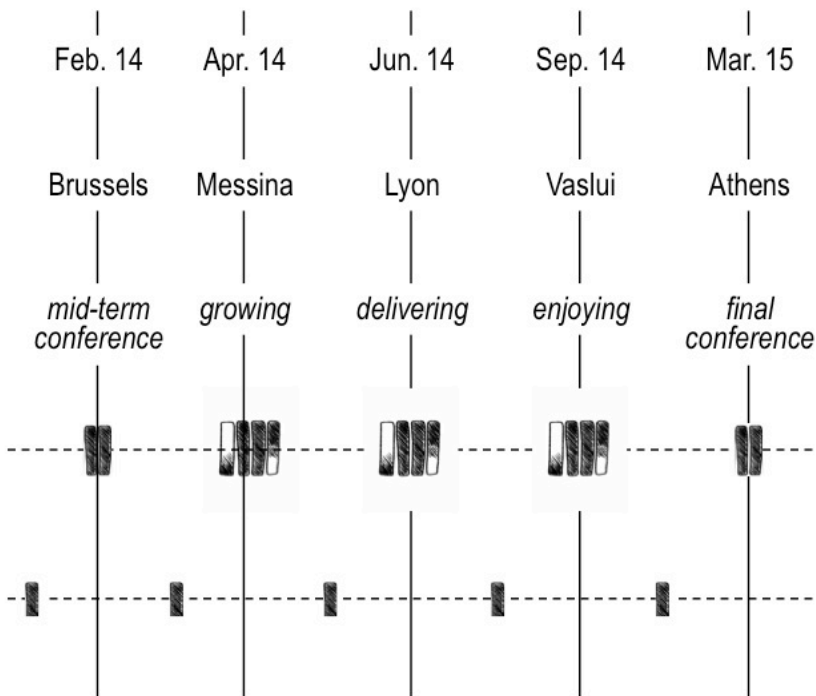 Feb. 14 Apr. 14 Jun. 14 Sep. 14 Mar. 15
Brussels Messina Lyon Vaslui Athens
mid-term growing delivering enjoying final
conference conference